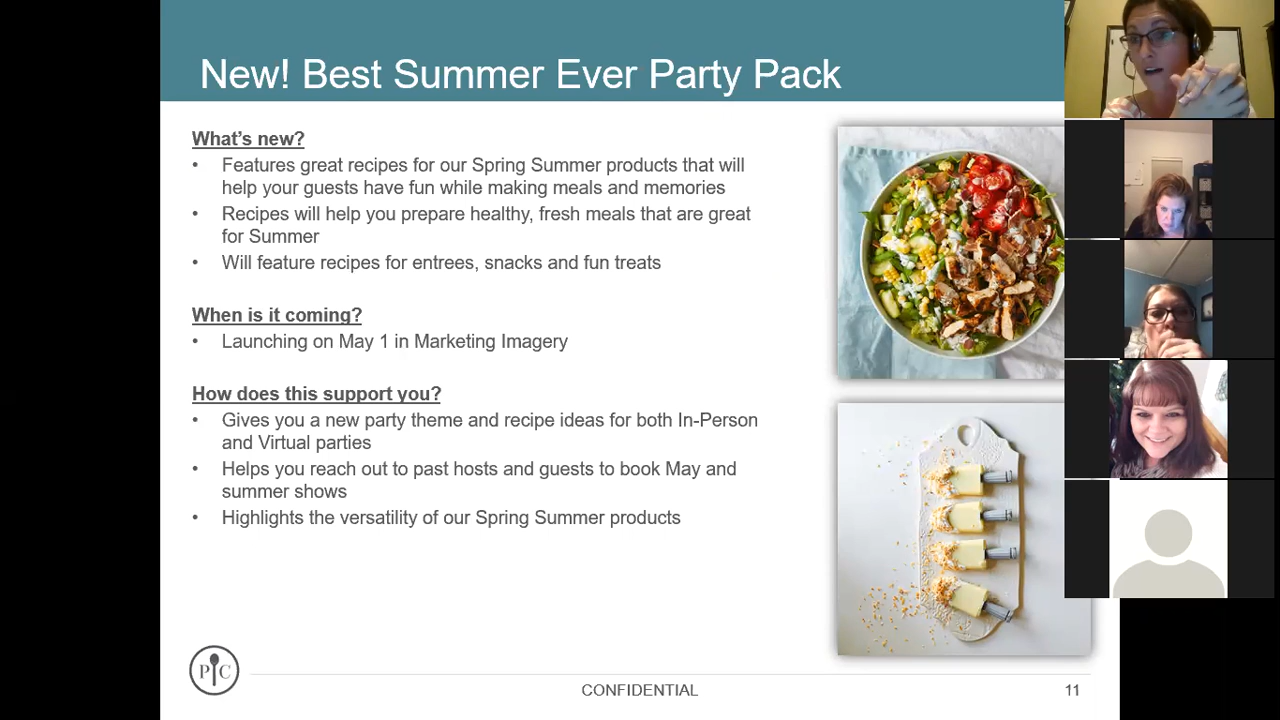 New! Best Summer Ever Party Pack
What's new?
• Features great recipes for our Spring Summer products that will
help your guests have fun while making meals and memories
• Recipes will help you prepare healthy, fresh meals that are great
for Summer
• Will feature recipes for entrees, snacks and fun treats
When is it coming?
• Launching on May 1 in Marketing Imagery
How does this support you?
• Gives you a new party theme and recipe ideas for both In-Person
and Virtual parties
• Helps you reach out to past hosts and guests to book May and
summer shows
• Highlights the versatility of our Spring Summer products
P C
CONFIDENTIAL
11